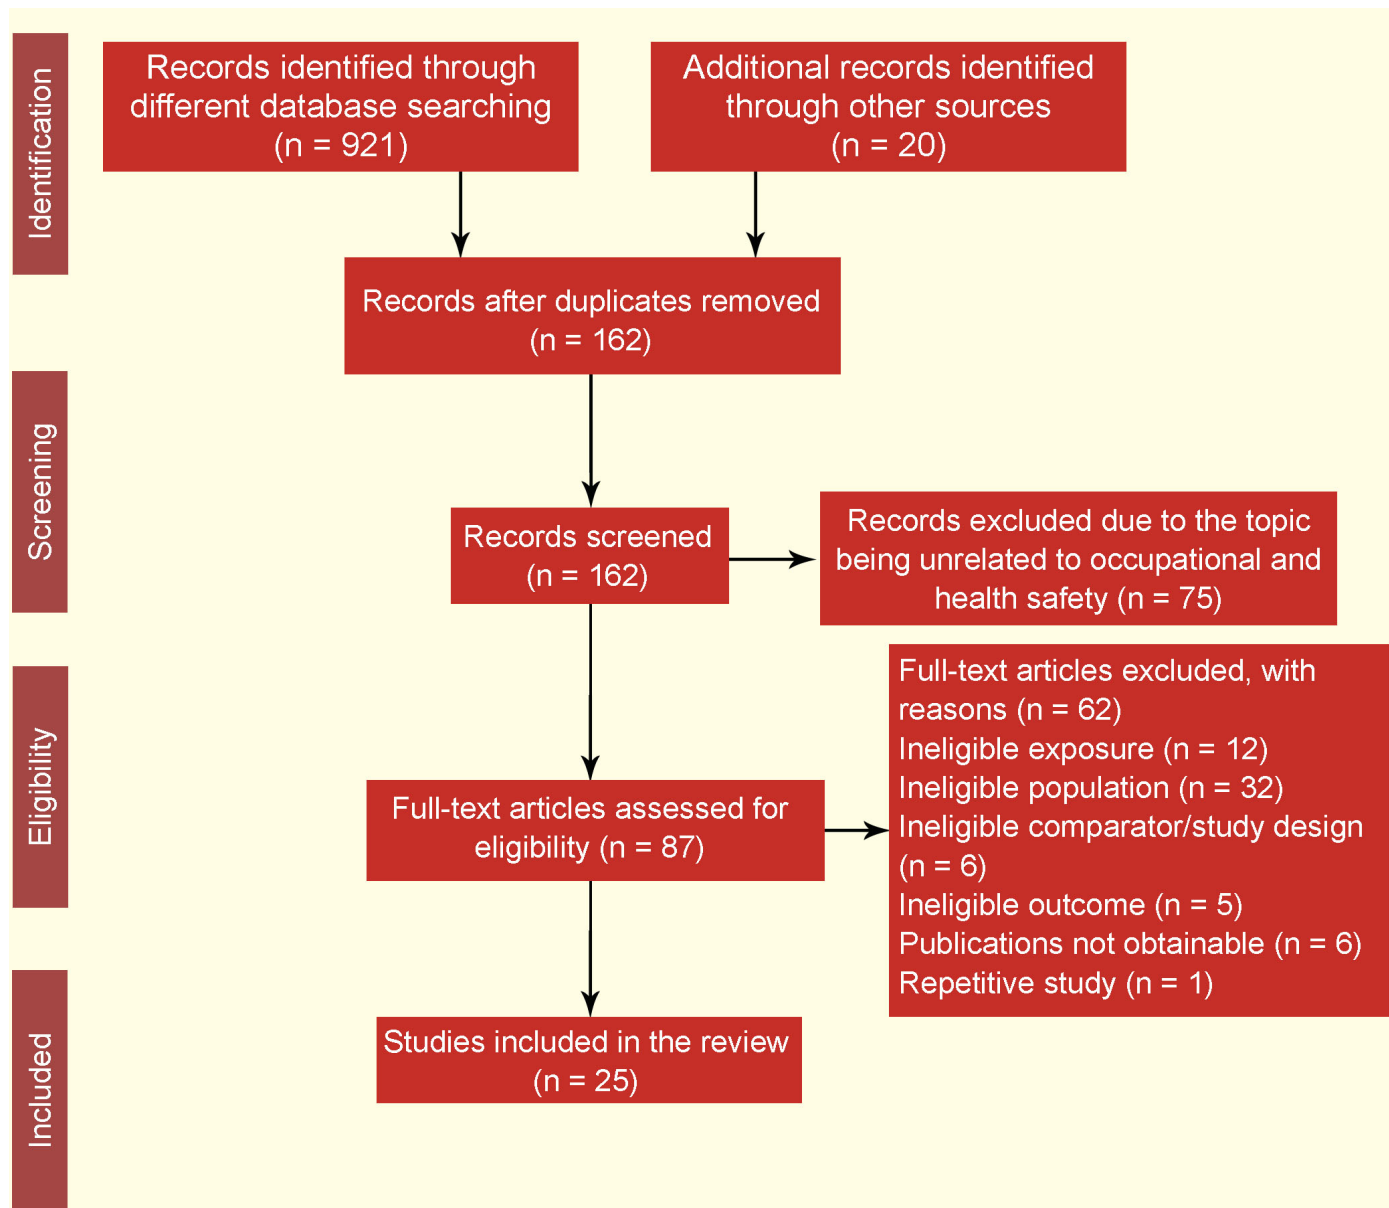 Identification
Records identified through
different database searching
(n = 921)
Additional records identified
through other sources
(n = 20)
Records after duplicates removed
(n = 162)
Screening
Records screened
(n = 162)
Records excluded due to the topic
being unrelated to occupational and
health safety (n = 75)
Eligibility
Full-text articles assessed for
eligibility (n = 87)
Full-text articles excluded, with
reasons (n = 62)
Ineligible exposure (n = 12)
Ineligible population (n = 32)
Ineligible comparator/study design
(n = 6)
Ineligible outcome (n = 5)
Publications not obtainable (n = 6)
Repetitive study (n = 1)
Included
Studies included in the review
(n = 25)